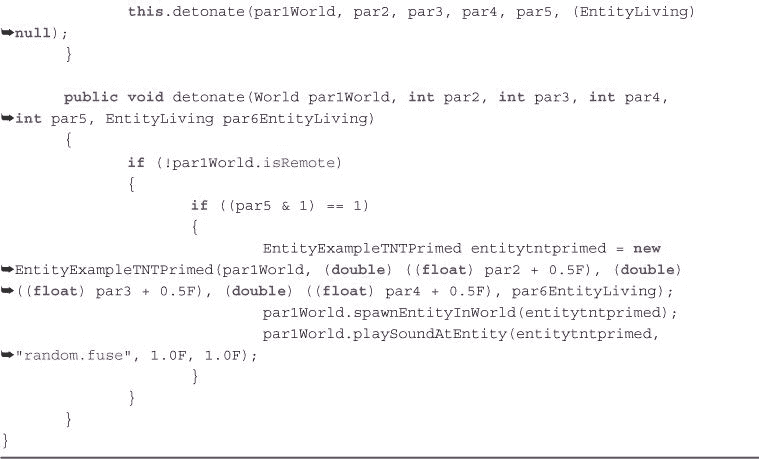 this.detonate(par1World, par2, par3, par4, par5, (EntityLiving)
➥null);
}
public void detonate(World par1World, int par2, int par3, int par4,
➥int par5, EntityLiving par6EntityLiving)
{
if (!par1World.isRemote)
{
if ((par5 & 1) == 1)
{
EntityExampleTNTPrimed entitytntprimed = new
➥EntityExampleTNTPrimed(par1World, (double) ((float) par2 + 0.5F), (double)
➥((float) par3 + 0.5F), (double) ((float) par4 + 0.5F), par6EntityLiving);
par1World.spawnEntityInWorld(entitytntprimed);
par1World.playSoundAtEntity(entitytntprimed,
➥"random.fuse", 1.0F, 1.0F);
}
}
}
}